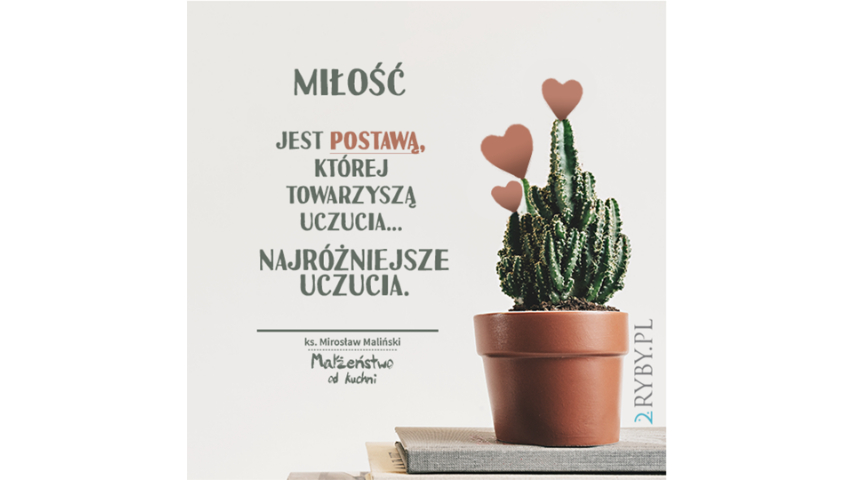 MIŁOŚĆ
JEST POSTAWĄ,
KTÓREJ
TOWARZYSZĄ
UCZUCIA...
NAJRÓŻNIEJSZE
UCZUCIA.
ks. Mirosław Maliński
Małżeństwo
od kuchni
2RYBY.PL